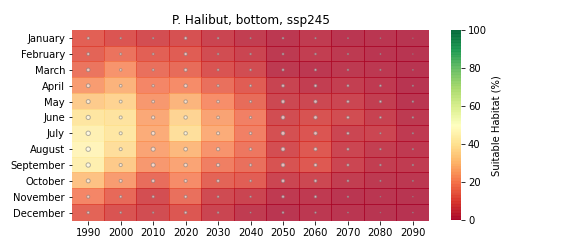 P. Halibut, bottom, ssp245
January
February
March
April
May
June
July
August
September
October
November
December
1990 2000 2010 2020 2030 2040 2050 2060 2070 2080 2090
100
80
60
40
20
0
Suitable Habitat (%)